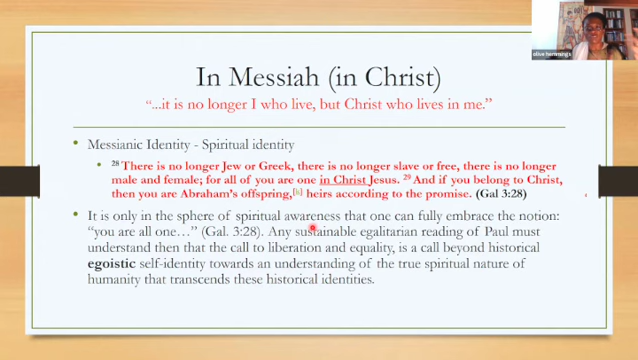 olive hemmings
In Messiah (in Christ)
“...it is no longer I who live, but Christ who lives in me.”
• Messianic Identity - Spiritual identity
• 28 There is no longer Jew or Greek, there is no longer slave or free, there is no longer
male and female; for all of you are one in Christ Jesus. 29 And if you belong to Christ,
then you are Abraham’s offspring,[k] heirs according to the promise. (Gal 3:28)
• It is only in the sphere of spiritual awareness that one can fully embrace the notion:
“you are all one…” (Gal. 3:28). Any sustainable egalitarian reading of Paul must
understand then that the call to liberation and equality, is a call beyond historical
egoistic self-identity towards an understanding of the true spiritual nature of
humanity that transcends these historical identities.